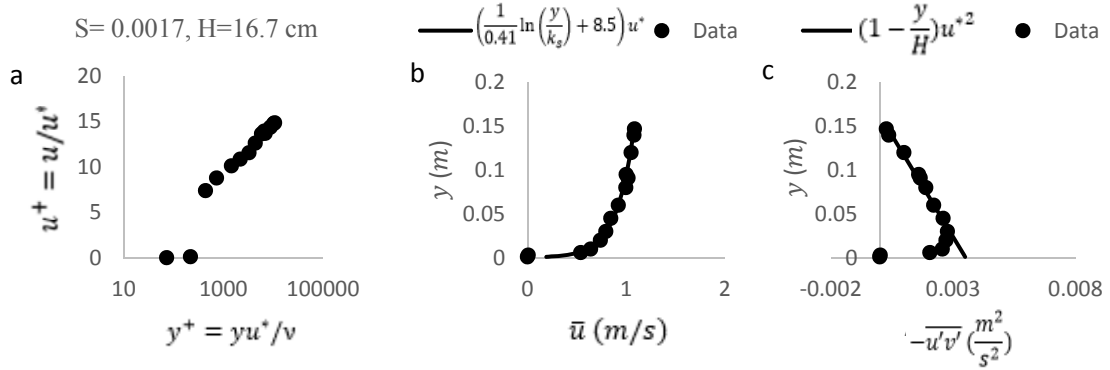 S= 0.0017, H=16.7 cm
(1/0.41 ln(y/k_s) + 8.5) u* Data
(1 − y/H)u*² Data
a
20
15
10
5
0
10 1000 100000
u⁺ = u/u*
y⁺ = yu*/v
b
0.2
0.15
0.1
0.05
0
0 1 2
y (m)
u̅ (m/s)
c
0.2
0.15
0.1
0.05
0
-0.002 0.003 0.008
y (m)
−u'v'̅ (m²/s²)